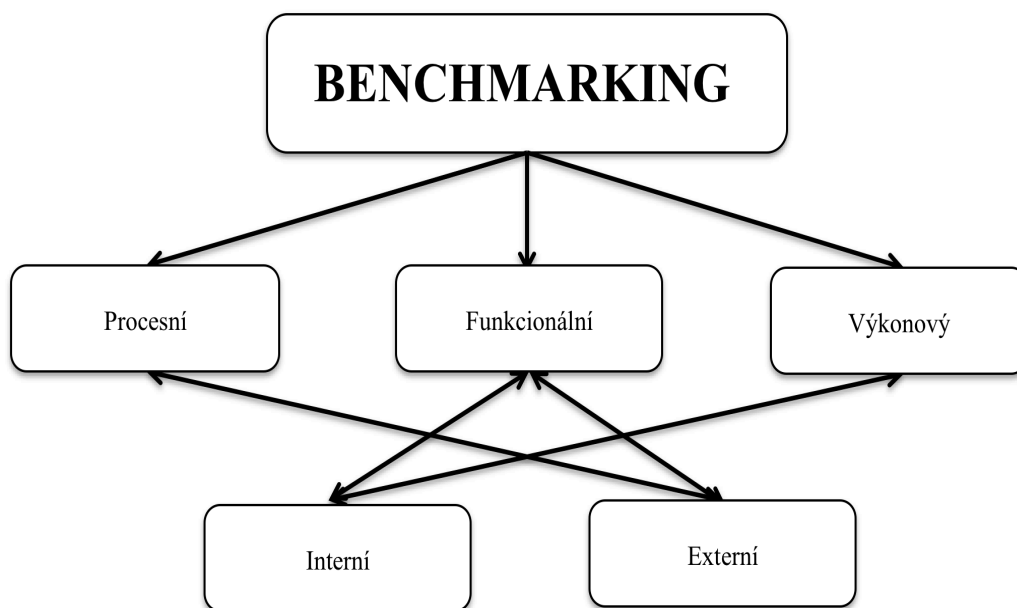 BENCHMARKING
Procesní
Funkcionální
Výkonový
Interní
Externí